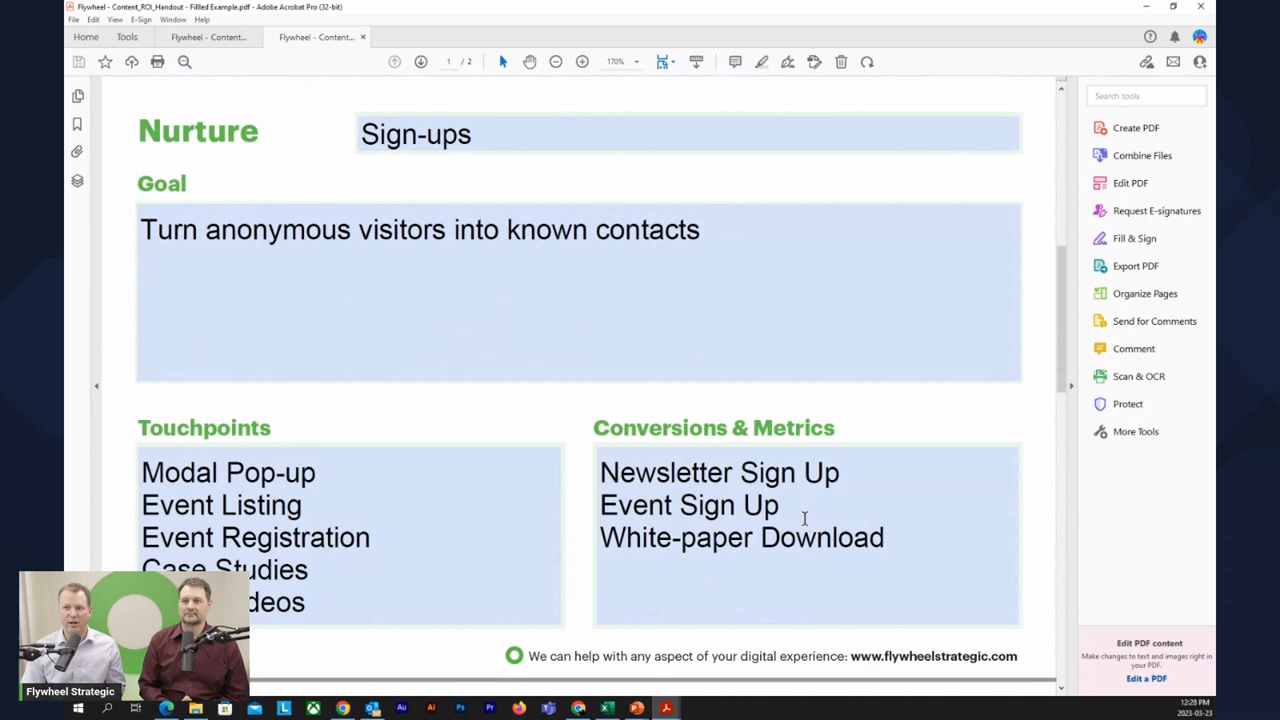 Flywheel - Content_ROI_Handout - Fillled Example.pdf - Adobe Acrobat Pro (32-bit)
File Edit View E-Sign Window Help
Home Tools Flywheel - Content... Flywheel - Content... ×
1 / 2 170%
Search tools
Nurture Sign-ups
Goal
Turn anonymous visitors into known contacts
Touchpoints
Modal Pop-up
Event Listing
Event Registration
Case Studies
deos
Conversions & Metrics
Newsletter Sign Up
Event Sign Up
White-paper Download
We can help with any aspect of your digital experience: www.flywheelstrategic.com
Create PDF
Combine Files
Edit PDF
Request E-signatures
Fill & Sign
Export PDF
Organize Pages
Send for Comments
Comment
Scan & OCR
Protect
More Tools
Edit PDF content
Make changes to text and images right in
your PDF.
Edit a PDF
Flywheel Strategic
12:28 PM
2023-03-23